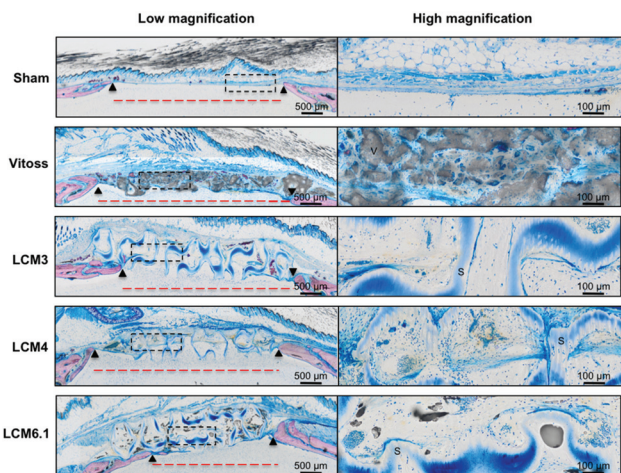 Low magnification High magnification
Sham 500 µm 100 µm
Vitoss V 500 µm 100 µm
LCM3 S 500 µm 100 µm
LCM4 S 500 µm 100 µm
LCM6.1 S 500 µm 100 µm